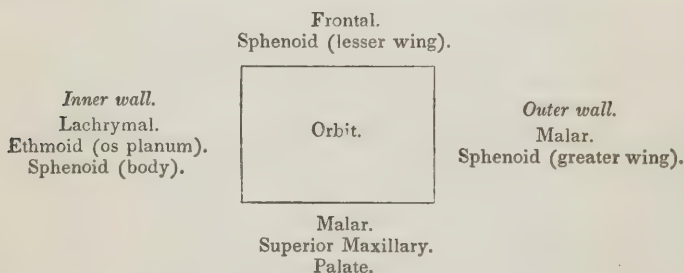 Frontal.
Sphenoid (lesser wing).
Inner wall.
Lachrymal.
Ethmoid (os planum).
Sphenoid (body).
Orbit.
Outer wall.
Malar.
Sphenoid (greater wing).
Malar.
Superior Maxillary.
Palate.